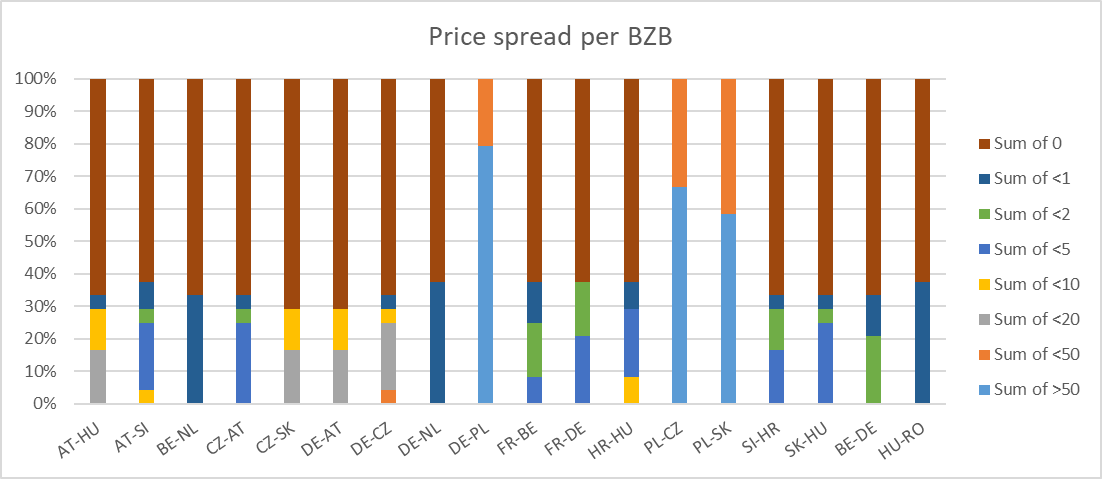 Price spread per BZB
100%
90%
80%
70%
60%
50%
40%
30%
20%
10%
0%
AT-HU
AT-SI
BE-NL
CZ-AT
CZ-SK
DE-AT
DE-CZ
DE-NL
DE-PL
FR-BE
FR-DE
HR-HU
PL-CZ
PL-SK
SI-HR
SK-HU
BE-DE
HU-RO
Sum of 0
Sum of <1
Sum of <2
Sum of <5
Sum of <10
Sum of <20
Sum of <50
Sum of >50